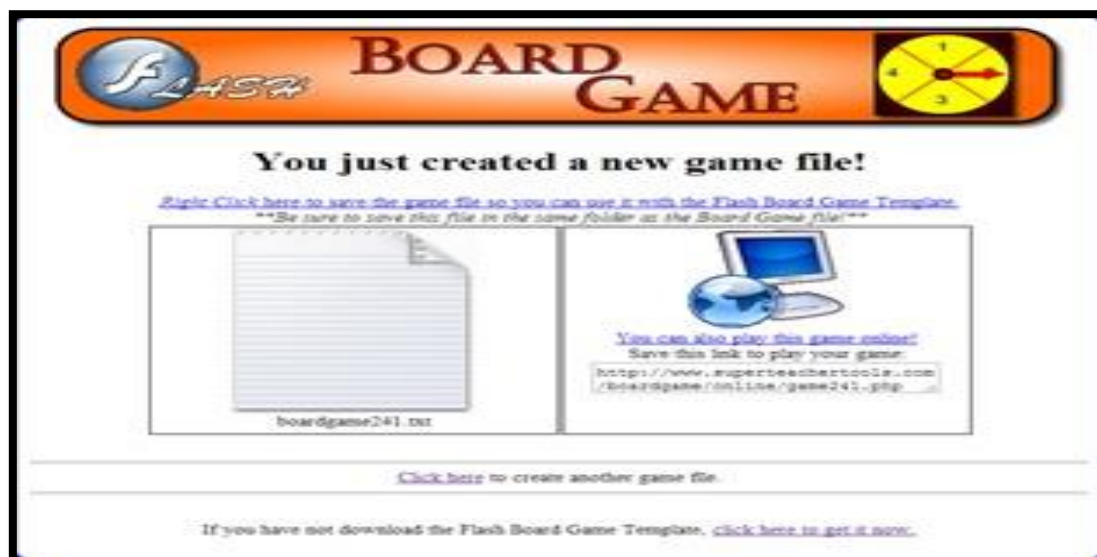 FLASH
BOARD
GAME
1
4
3
You just created a new game file!
Right Click here to save the game file so you can use it with the Flash Board Game Template.
**Be sure to save this file in the same folder as the Board Game file!**
boardgame241.txt
You can also play this game online!
Save this link to play your game:
http://www.superteachertools.com
/boardgame/online/game241.php
Click here to create another game file.
If you have not download the Flash Board Game Template, click here to get it now.